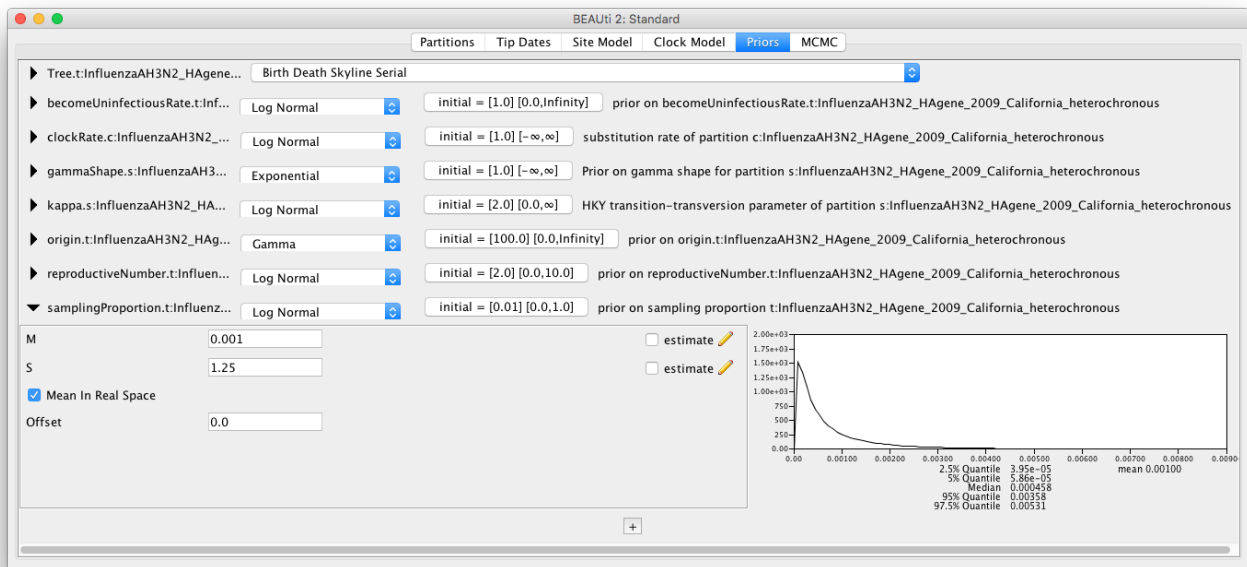 BEAUti 2: Standard
Partitions Tip Dates Site Model Clock Model Priors MCMC
Tree.t:InfluenzaAH3N2_HAgene... Birth Death Skyline Serial
becomeUninfectiousRate.t:Inf... Log Normal initial = [1.0] [0.0,Infinity] prior on becomeUninfectiousRate.t:InfluenzaAH3N2_HAgene_2009_California_heterochronous
clockRate.c:InfluenzaAH3N2_... Log Normal initial = [1.0] [-∞,∞] substitution rate of partition c:InfluenzaAH3N2_HAgene_2009_California_heterochronous
gammaShape.s:InfluenzaAH3... Exponential initial = [1.0] [-∞,∞] Prior on gamma shape for partition s:InfluenzaAH3N2_HAgene_2009_California_heterochronous
kappa.s:InfluenzaAH3N2_HA... Log Normal initial = [2.0] [0.0,∞] HKY transition-transversion parameter of partition s:InfluenzaAH3N2_HAgene_2009_California_heterochronous
origin.t:InfluenzaAH3N2_HAg... Gamma initial = [100.0] [0.0,Infinity] prior on origin.t:InfluenzaAH3N2_HAgene_2009_California_heterochronous
reproductiveNumber.t:Influen... Log Normal initial = [2.0] [0.0,10.0] prior on reproductiveNumber.t:InfluenzaAH3N2_HAgene_2009_California_heterochronous
samplingProportion.t:Influenz... Log Normal initial = [0.01] [0.0,1.0] prior on sampling proportion t:InfluenzaAH3N2_HAgene_2009_California_heterochronous
M 0.001 estimate
S 1.25 estimate
Mean In Real Space
Offset 0.0
2.00e+03
1.75e+03
1.50e+03
1.25e+03
1.00e+03
750
500
250
0.00
0.00 0.00100 0.00200 0.00300 0.00400 0.00500 0.00600 0.00700 0.00800 0.0090
2.5% Quantile 3.95e-05 mean 0.00100
5% Quantile 5.86e-05
Median 0.000458
95% Quantile 0.00358
97.5% Quantile 0.00531
+